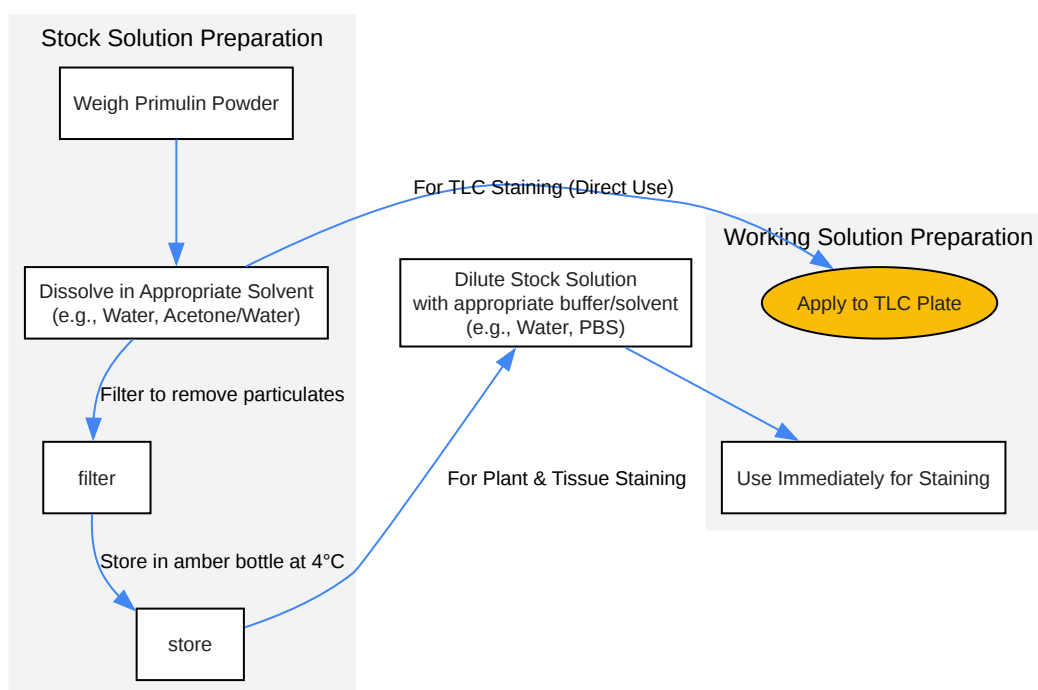 Stock Solution Preparation
Weigh Primulin Powder
For TLC Staining (Direct Use)
Working Solution Preparation
Dissolve in Appropriate Solvent
(e.g., Water, Acetone/Water)
Dilute Stock Solution
with appropriate buffer/solvent
(e.g., Water, PBS)
Apply to TLC Plate
Filter to remove particulates
filter
For Plant & Tissue Staining
Use Immediately for Staining
Store in amber bottle at 4°C
store